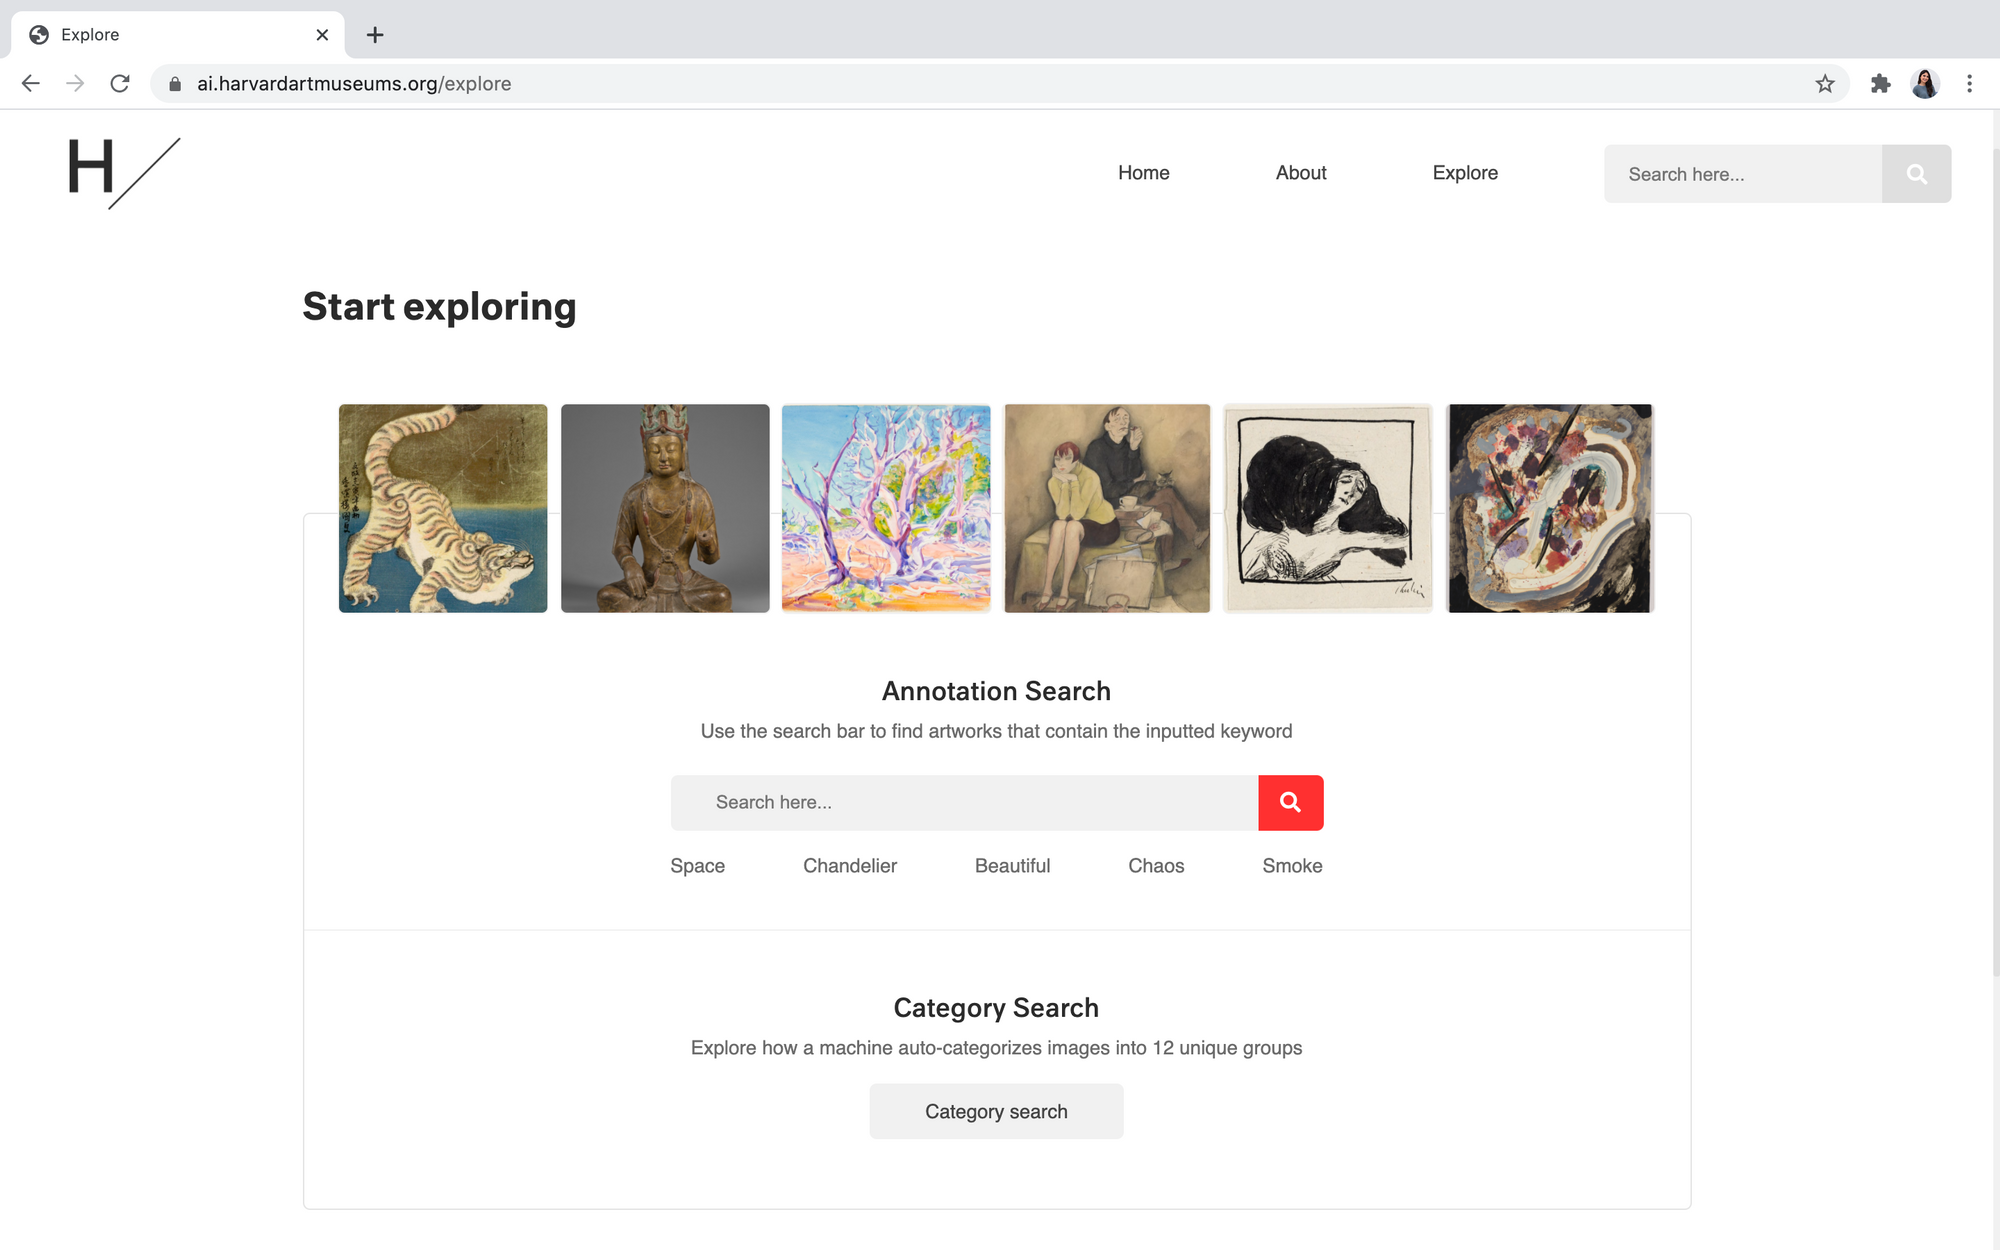 Explore
ai.harvardartmuseums.org/explore
H
Home
About
Explore
Search here...
Start exploring
Annotation Search
Use the search bar to find artworks that contain the inputted keyword
Search here...
Space
Chandelier
Beautiful
Chaos
Smoke
Category Search
Explore how a machine auto-categorizes images into 12 unique groups
Category search